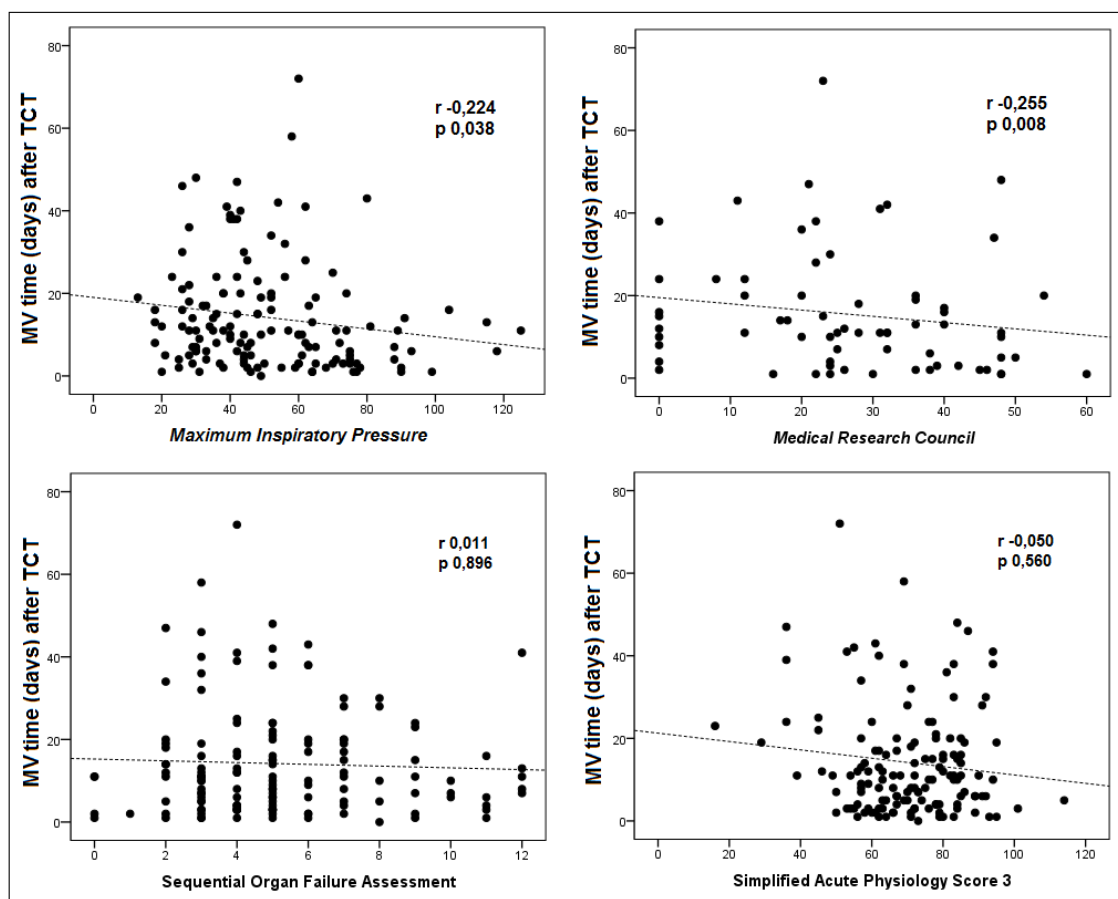 MV time (days) after TCT
80
60
40
20
0
r -0,224
p 0,038
0 20 40 60 80 100 120
Maximum Inspiratory Pressure
MV time (days) after TCT
80
60
40
20
0
r -0,255
p 0,008
0 10 20 30 40 50 60
Medical Research Council
MV time (days) after TCT
80
60
40
20
0
r 0,011
p 0,896
0 2 4 6 8 10 12
Sequential Organ Failure Assessment
MV time (days) after TCT
80
60
40
20
0
r -0,050
p 0,560
0 20 40 60 80 100 120
Simplified Acute Physiology Score 3